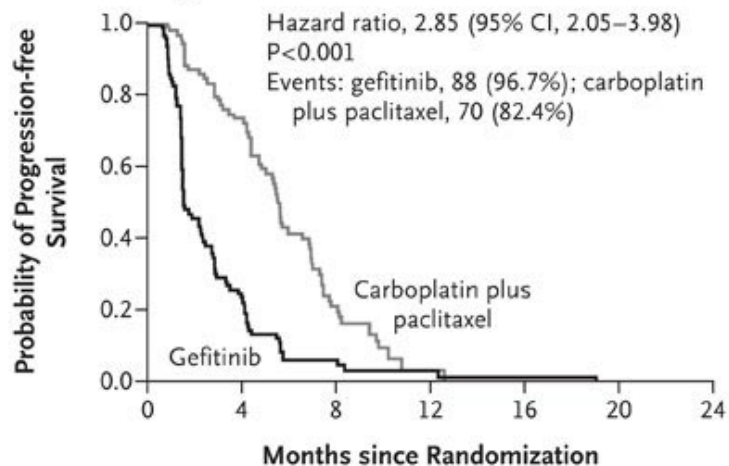 Hazard ratio, 2.85 (95% CI, 2.05–3.98)
P<0.001
Events: gefitinib, 88 (96.7%); carboplatin
plus paclitaxel, 70 (82.4%)
Probability of Progression-free
Survival
1.0
0.8
0.6
0.4
0.2
0.0
Carboplatin plus
paclitaxel
Gefitinib
0 4 8 12 16 20 24
Months since Randomization